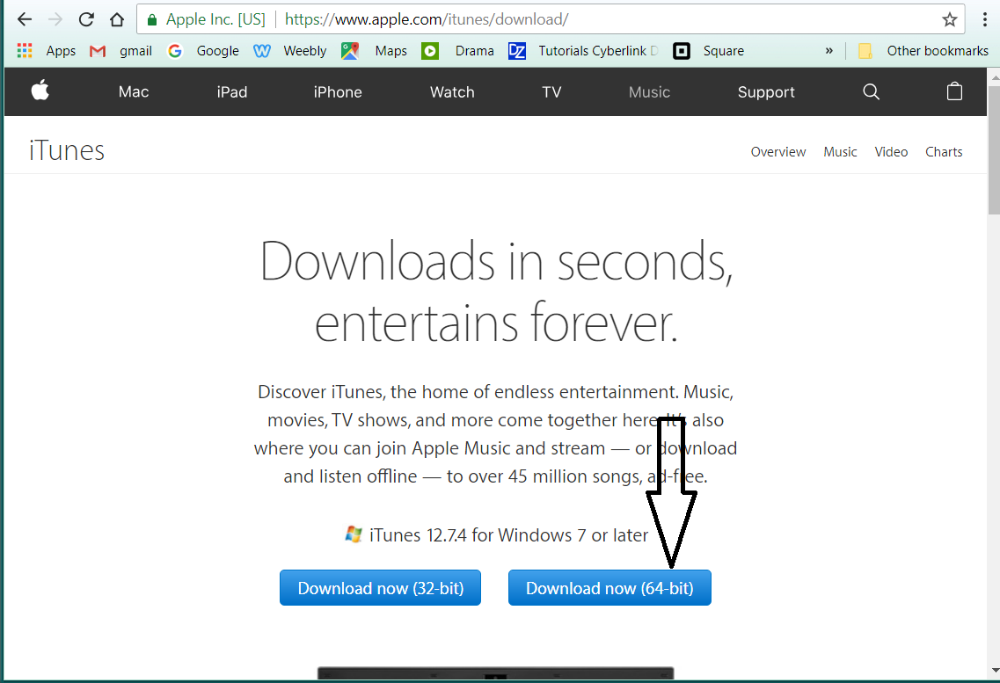 Apple Inc. [US] https://www.apple.com/itunes/download/
Apps gmail Google Weebly Maps Drama DZ Tutorials Cyberlink D Square » Other bookmarks
Mac iPad iPhone Watch TV Music Support
iTunes Overview Music Video Charts
Downloads in seconds,
entertains forever.
Discover iTunes, the home of endless entertainment. Music,
movies, TV shows, and more come together here. It's also
where you can join Apple Music and stream — or download
and listen offline — to over 45 million songs, ad-free.
iTunes 12.7.4 for Windows 7 or later
Download now (32-bit) Download now (64-bit)